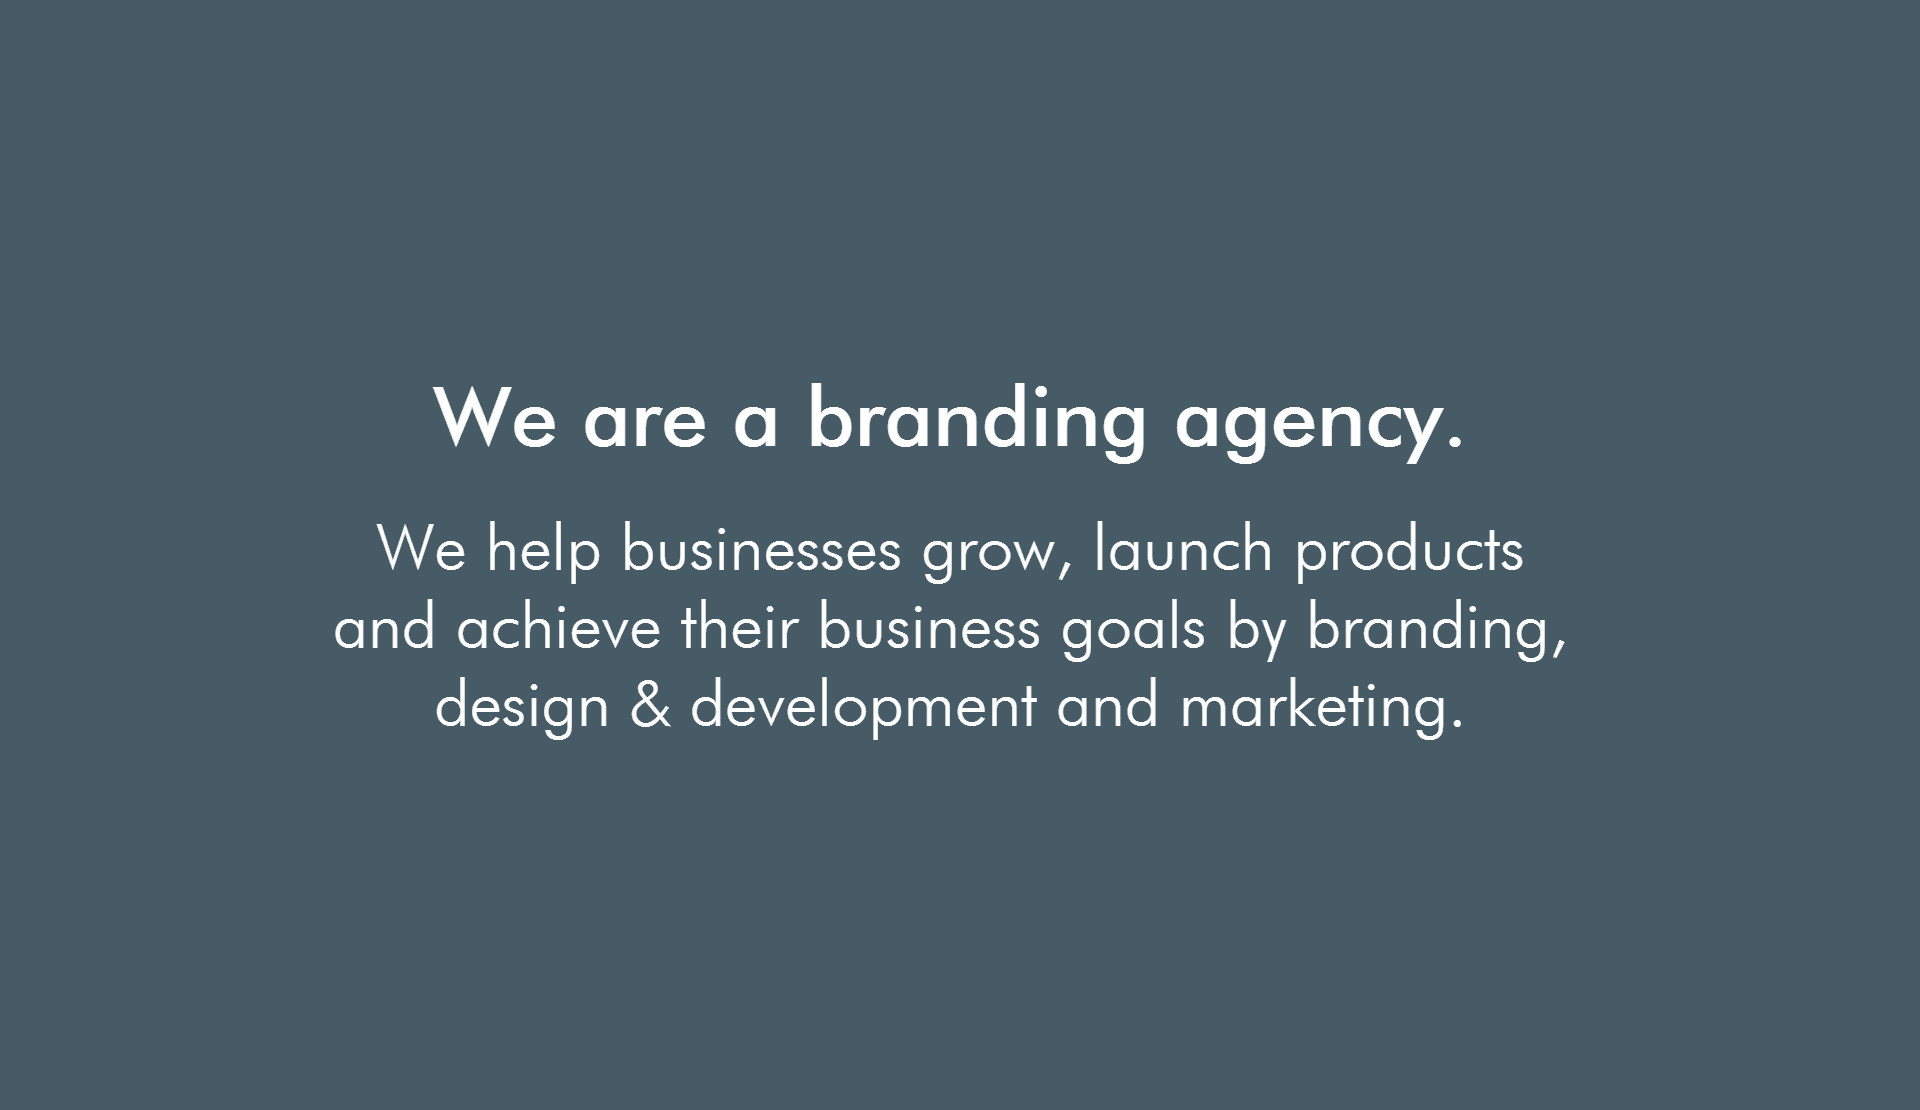 We are a branding agency.
We help businesses grow, launch products
and achieve their business goals by branding,
design & development and marketing.